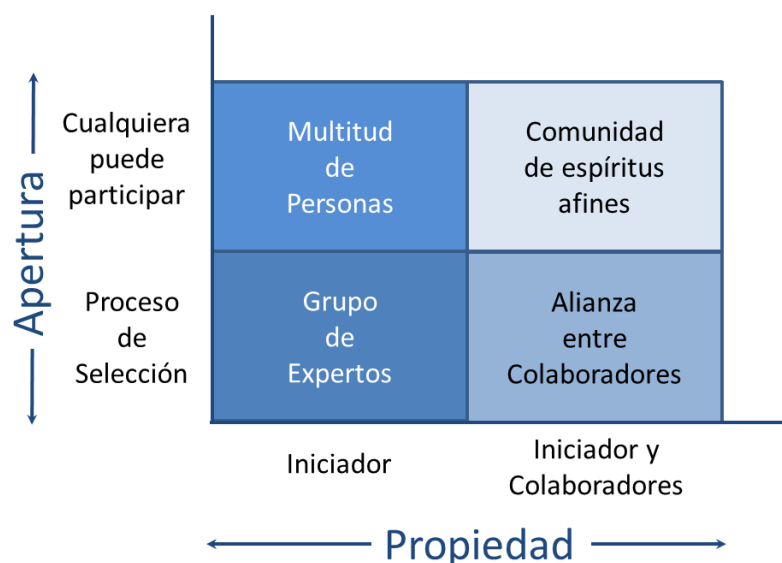 Apertura
Cualquiera
puede
participar
Multitud
de
Personas
Comunidad
de espíritus
afines
Proceso
de
Selección
Grupo
de
Expertos
Alianza
entre
Colaboradores
Iniciador
Iniciador y
Colaboradores
Propiedad